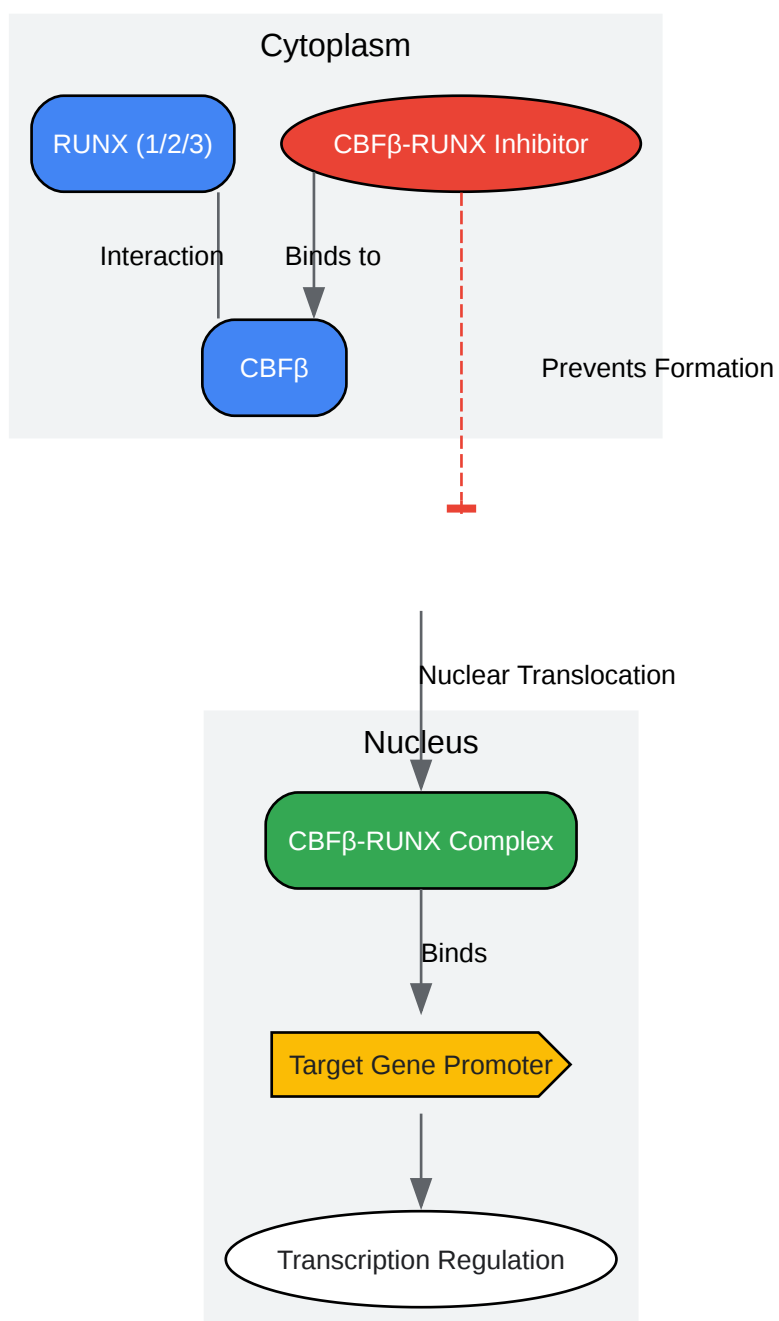 Cytoplasm
RUNX (1/2/3)
CBFβ-RUNX Inhibitor
Interaction
Binds to
CBFβ
Prevents Formation
Nuclear Translocation
Nucleus
CBFβ-RUNX Complex
Binds
Target Gene Promoter
Transcription Regulation